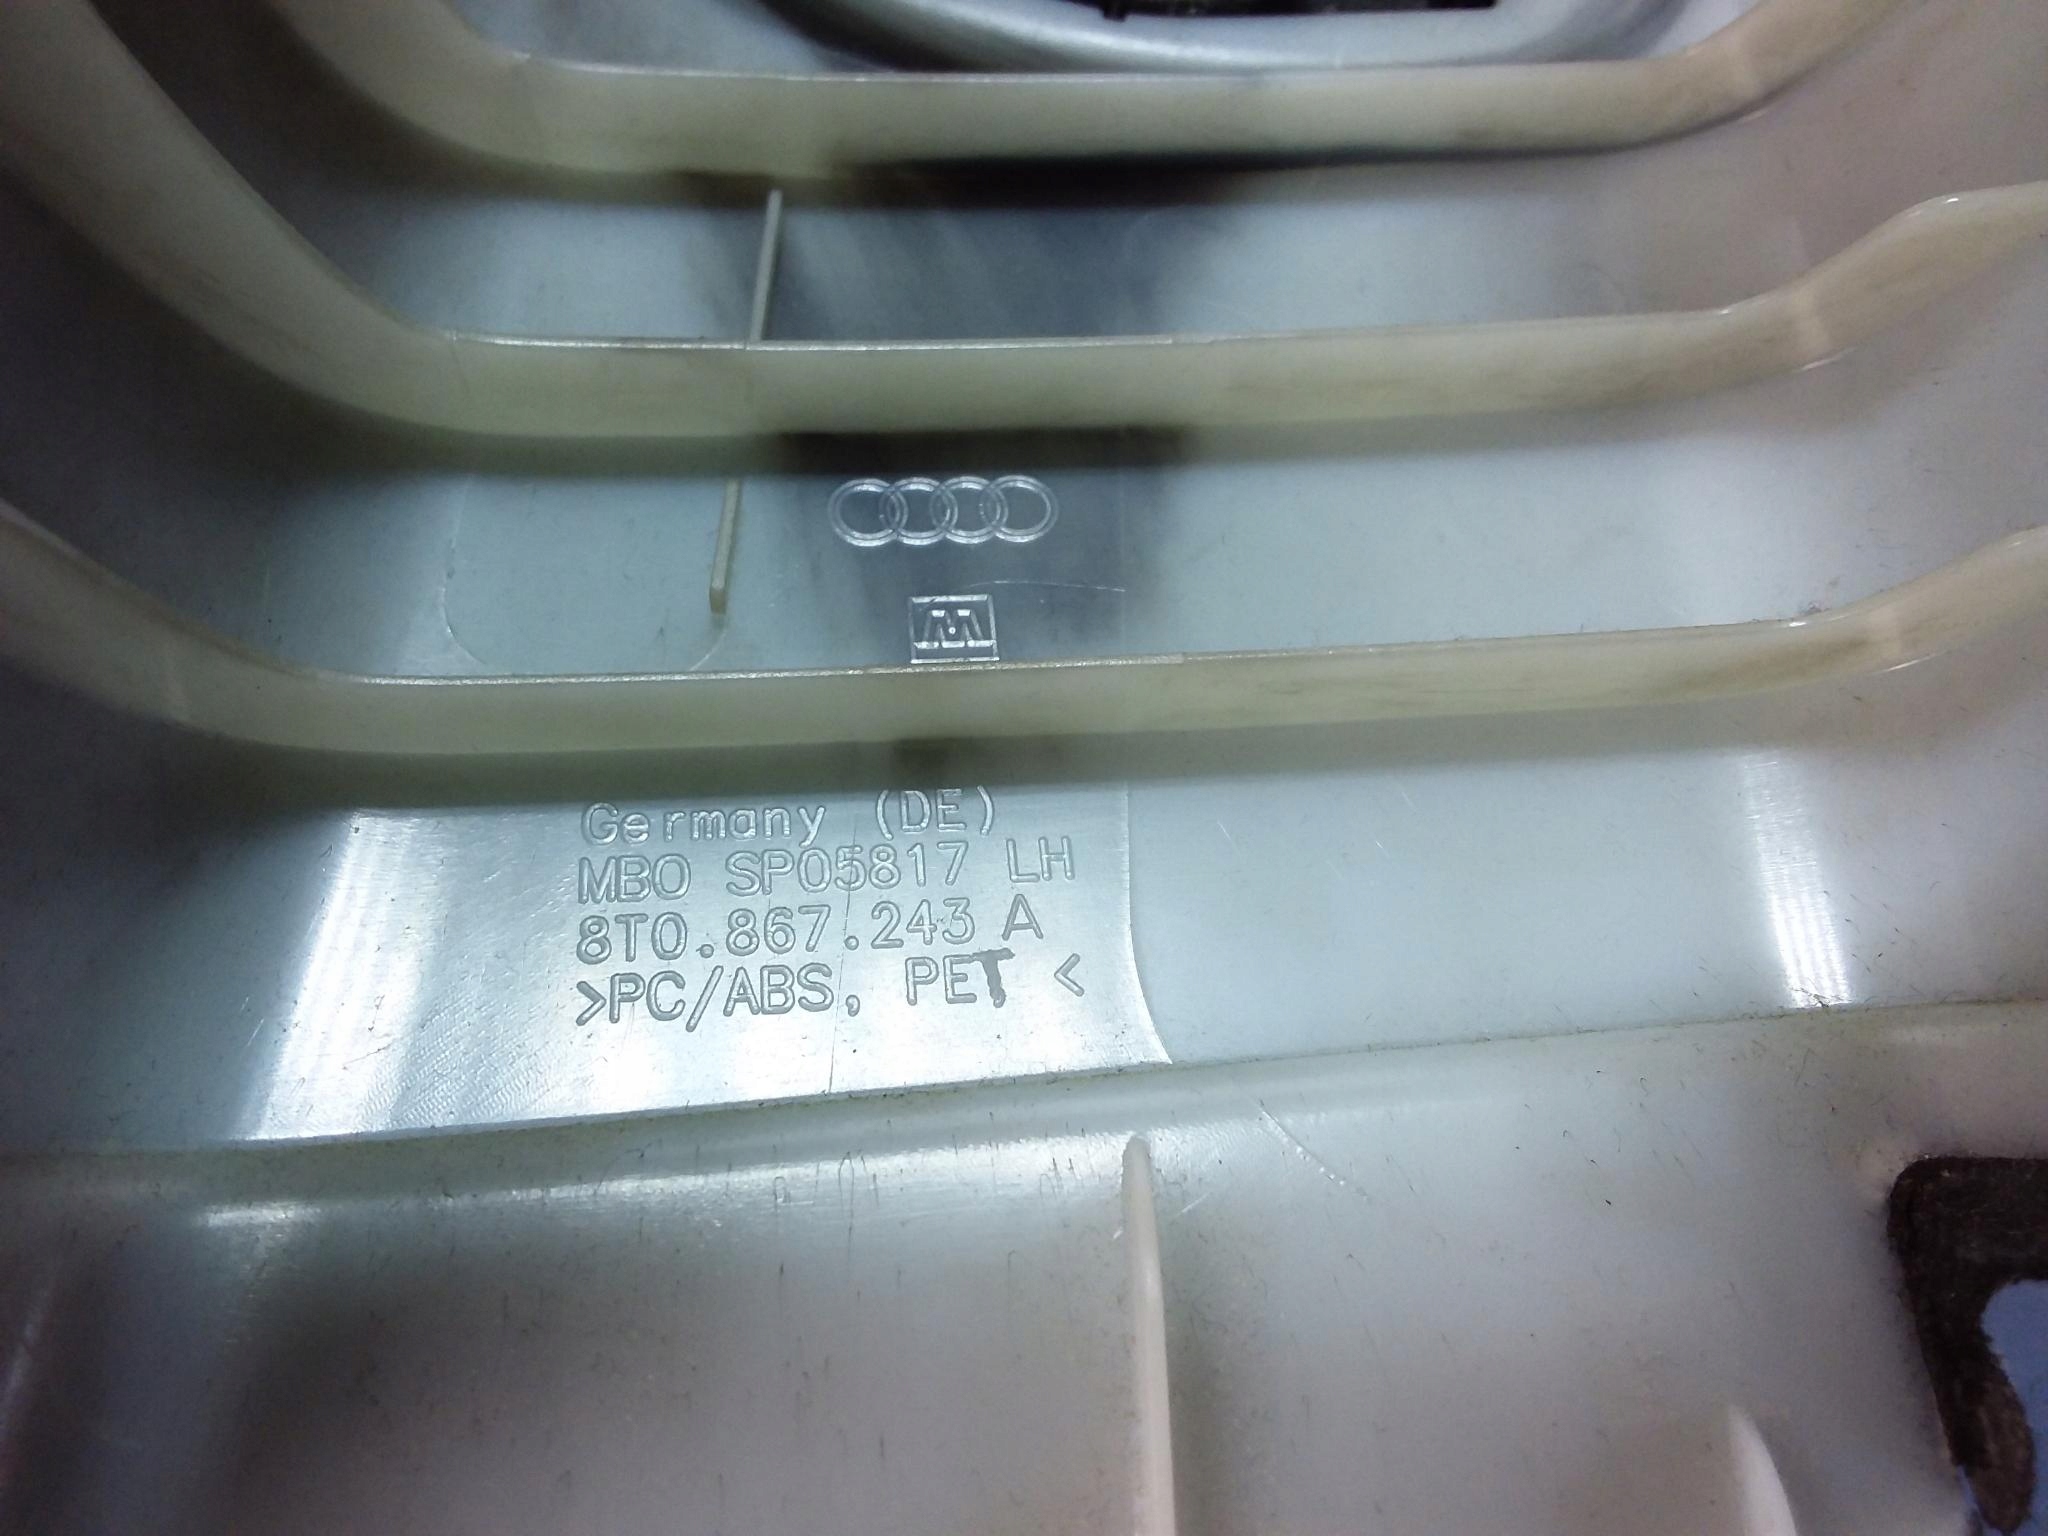 Germany (DE)
MBO SP05817 LH
8T0.867.243 A
>PC/ABS, PET <